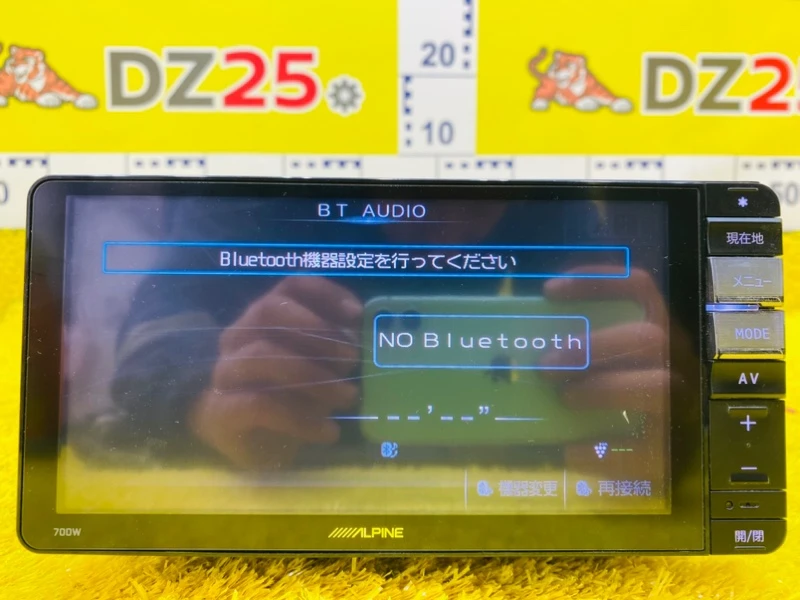 DZ25
20
10
DZ2
BT AUDIO
Bluetooth機器設定を行ってください
NO Bluetooth
--'--”
機器変更
再接続
700W
ALPINE
*
現在地
メニュー
MODE
AV
+
-
開/閉